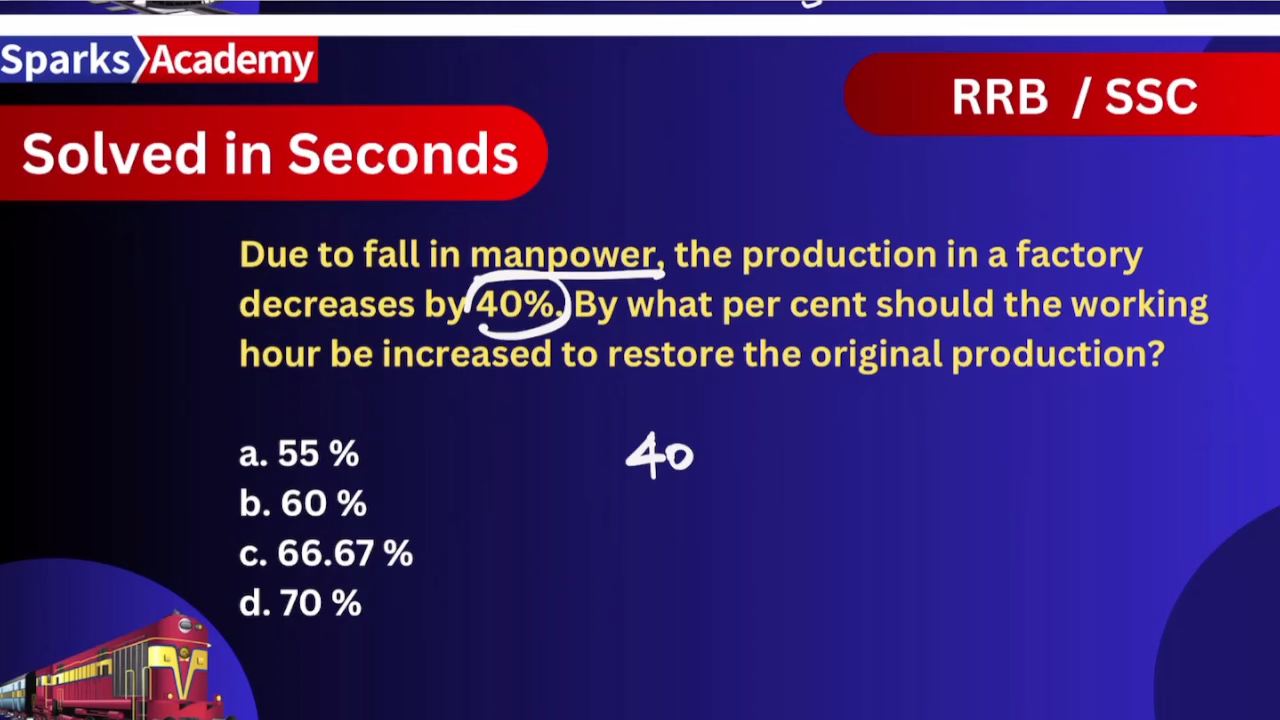 Sparks Academy
RRB / SSC
Solved in Seconds
Due to fall in manpower, the production in a factory
decreases by 40%. By what per cent should the working
hour be increased to restore the original production?
a. 55 %
b. 60 %
c. 66.67 %
d. 70 %
40